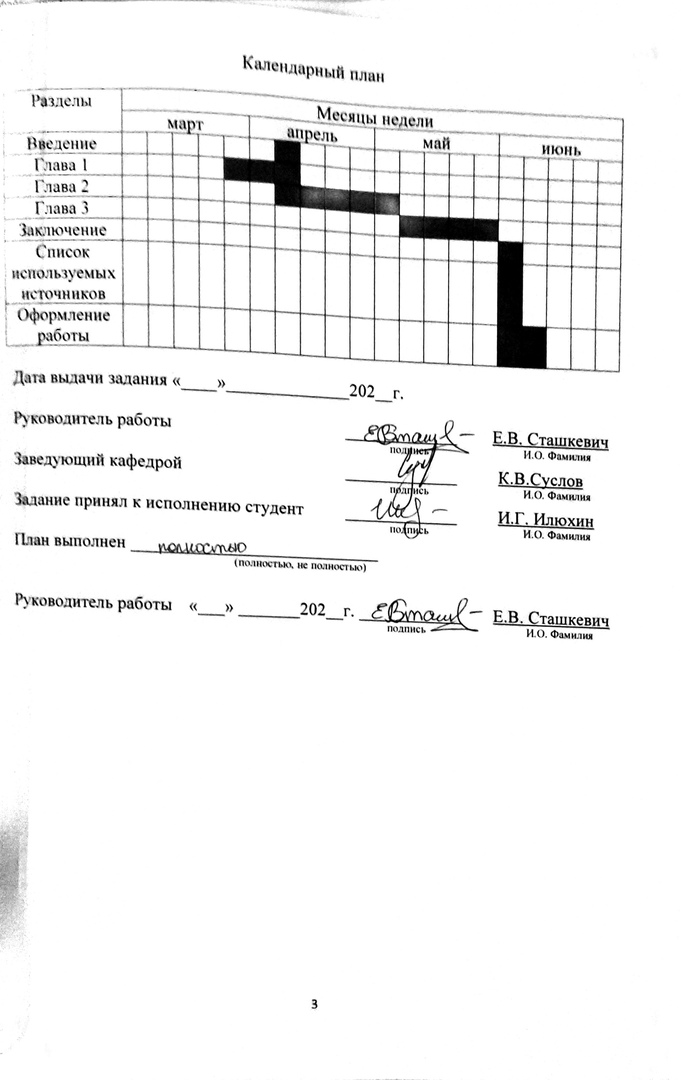 Календарный план
Разделы
Месяцы недели
март апрель май июнь
Введение
Глава 1
Глава 2
Глава 3
Заключение
Список
используемых
источников
Оформление
работы
Дата выдачи задания «____»______________202__г.
Руководитель работы Е.В. Сташкевич
подпись И.О. Фамилия
Заведующий кафедрой К.В.Суслов
подпись И.О. Фамилия
Задание принял к исполнению студент И.Г. Илюхин
подпись И.О. Фамилия
План выполнен полностью
(полностью, не полностью)
Руководитель работы «___» _______202__г. Е.В. Сташкевич
подпись И.О. Фамилия
3